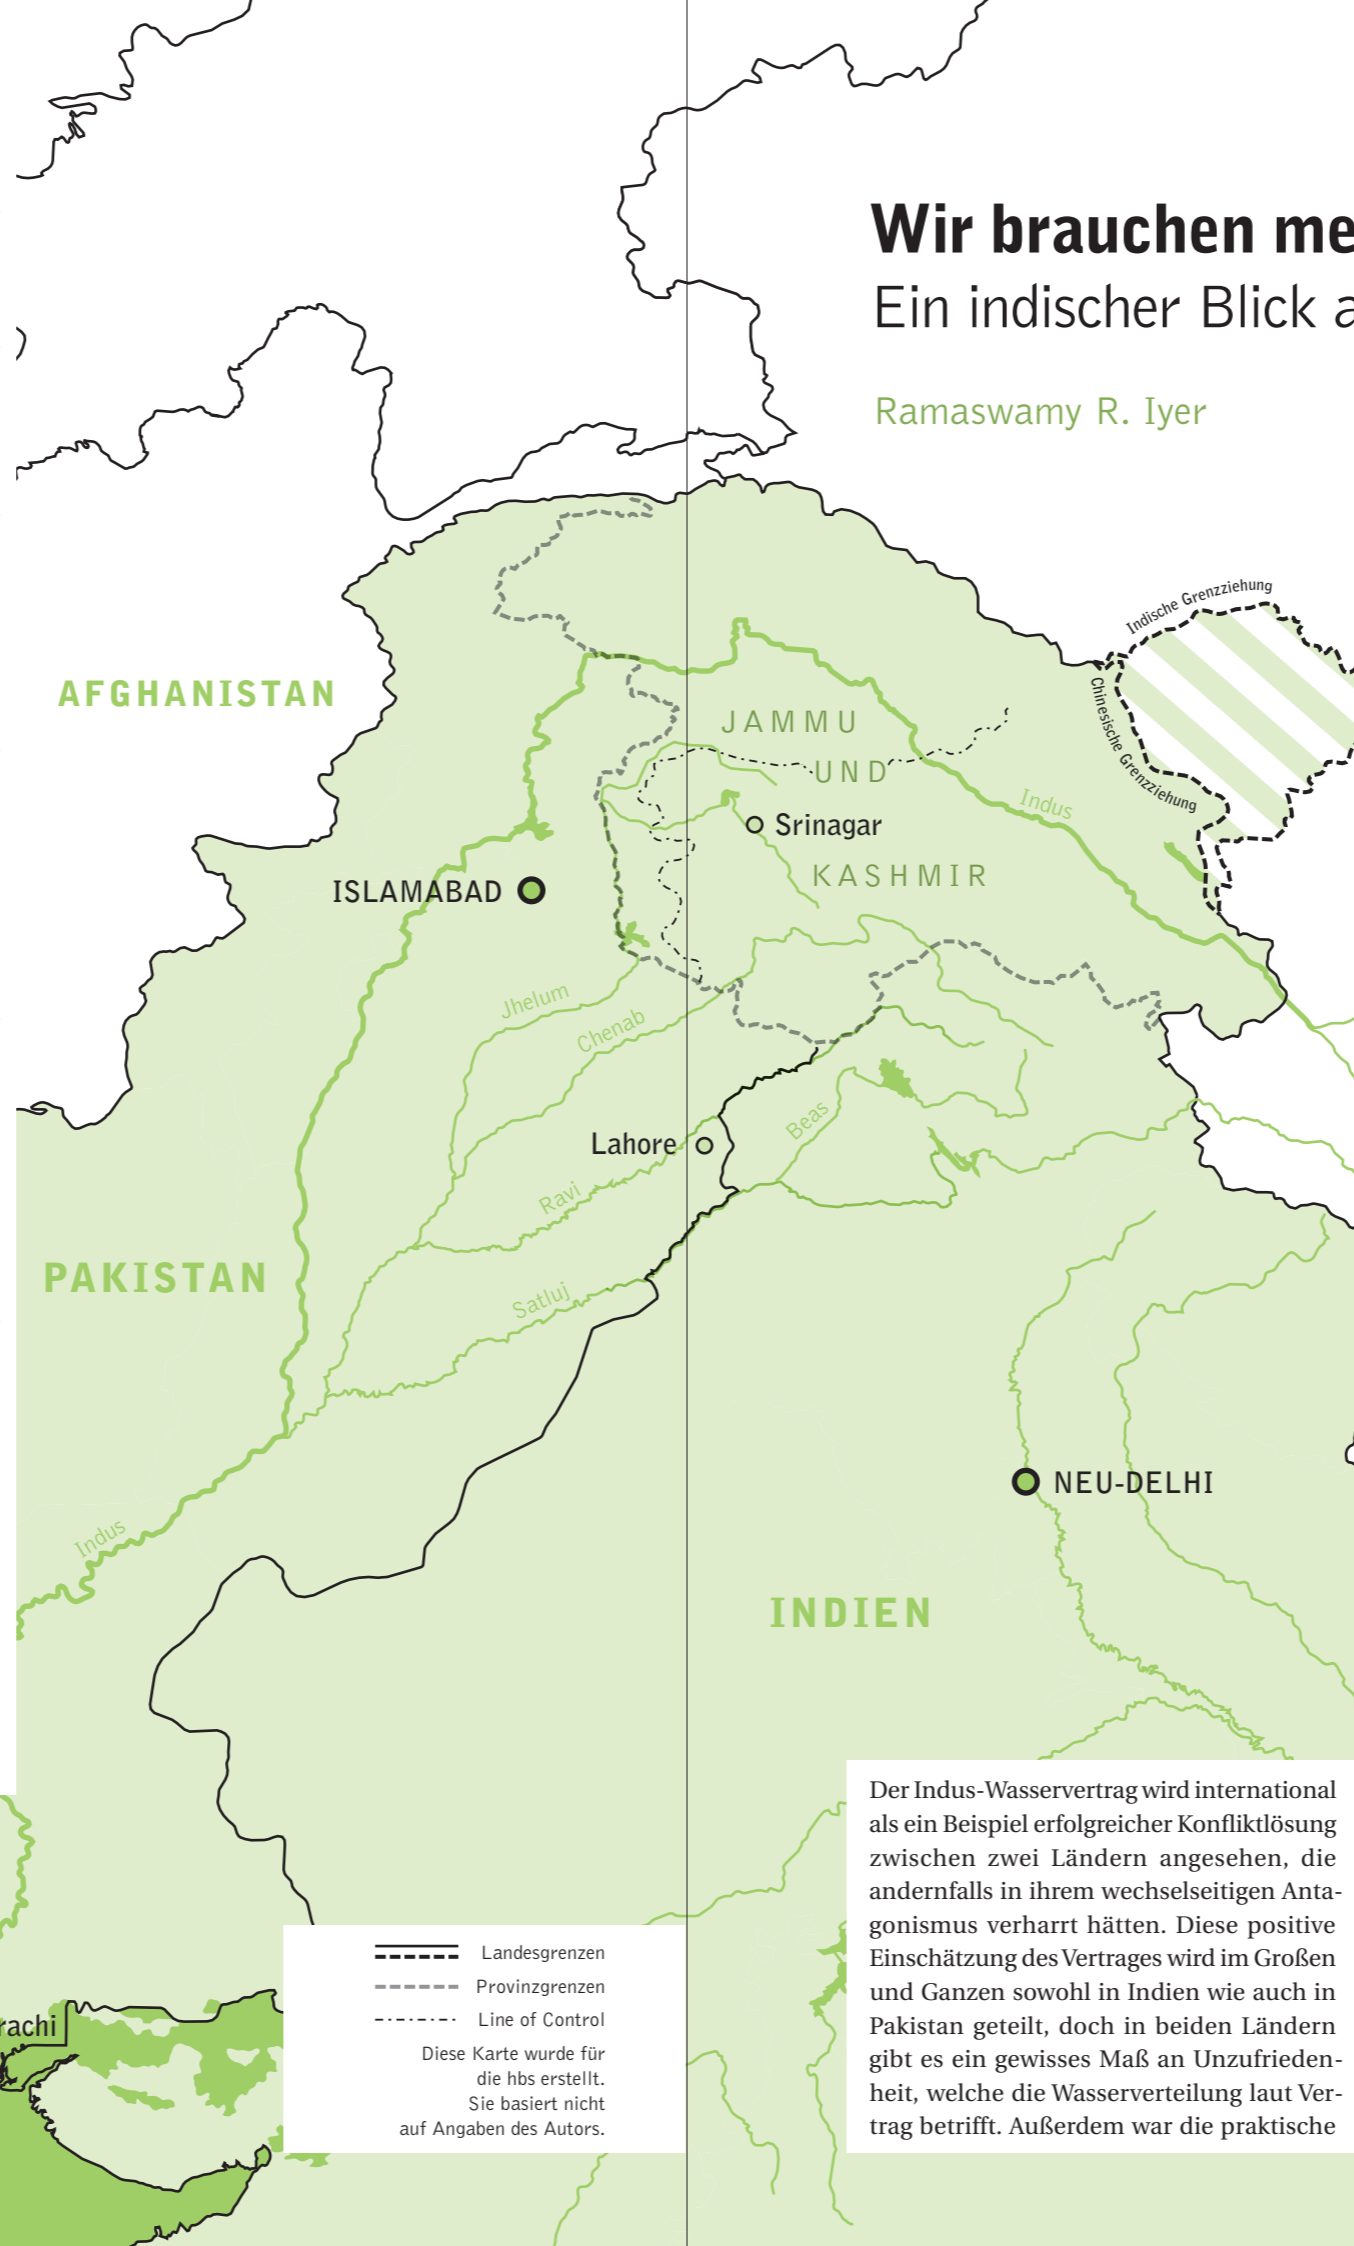 Wir brauchen me
Ein indischer Blick a
Ramaswamy R. Iyer
Indische Grenzziehung
Chinesische Grenzziehung
AFGHANISTAN
JAMMU
UND
KASHMIR
Srinagar
Indus
ISLAMABAD
Jhelum
Chenab
Beas
Lahore
Ravi
PAKISTAN
Satluj
NEU-DELHI
Indus
INDIEN
Der Indus-Wasservertrag wird international
als ein Beispiel erfolgreicher Konfliktlösung
zwischen zwei Ländern angesehen, die
andernfalls in ihrem wechselseitigen Anta-
gonismus verharrt hätten. Diese positive
Einschätzung des Vertrages wird im Großen
und Ganzen sowohl in Indien wie auch in
Pakistan geteilt, doch in beiden Ländern
gibt es ein gewisses Maß an Unzufrieden-
heit, welche die Wasserverteilung laut Ver-
trag betrifft. Außerdem war die praktische
rachi
Landesgrenzen
Provinzgrenzen
Line of Control
Diese Karte wurde für
die hbs erstellt.
Sie basiert nicht
auf Angaben des Autors.